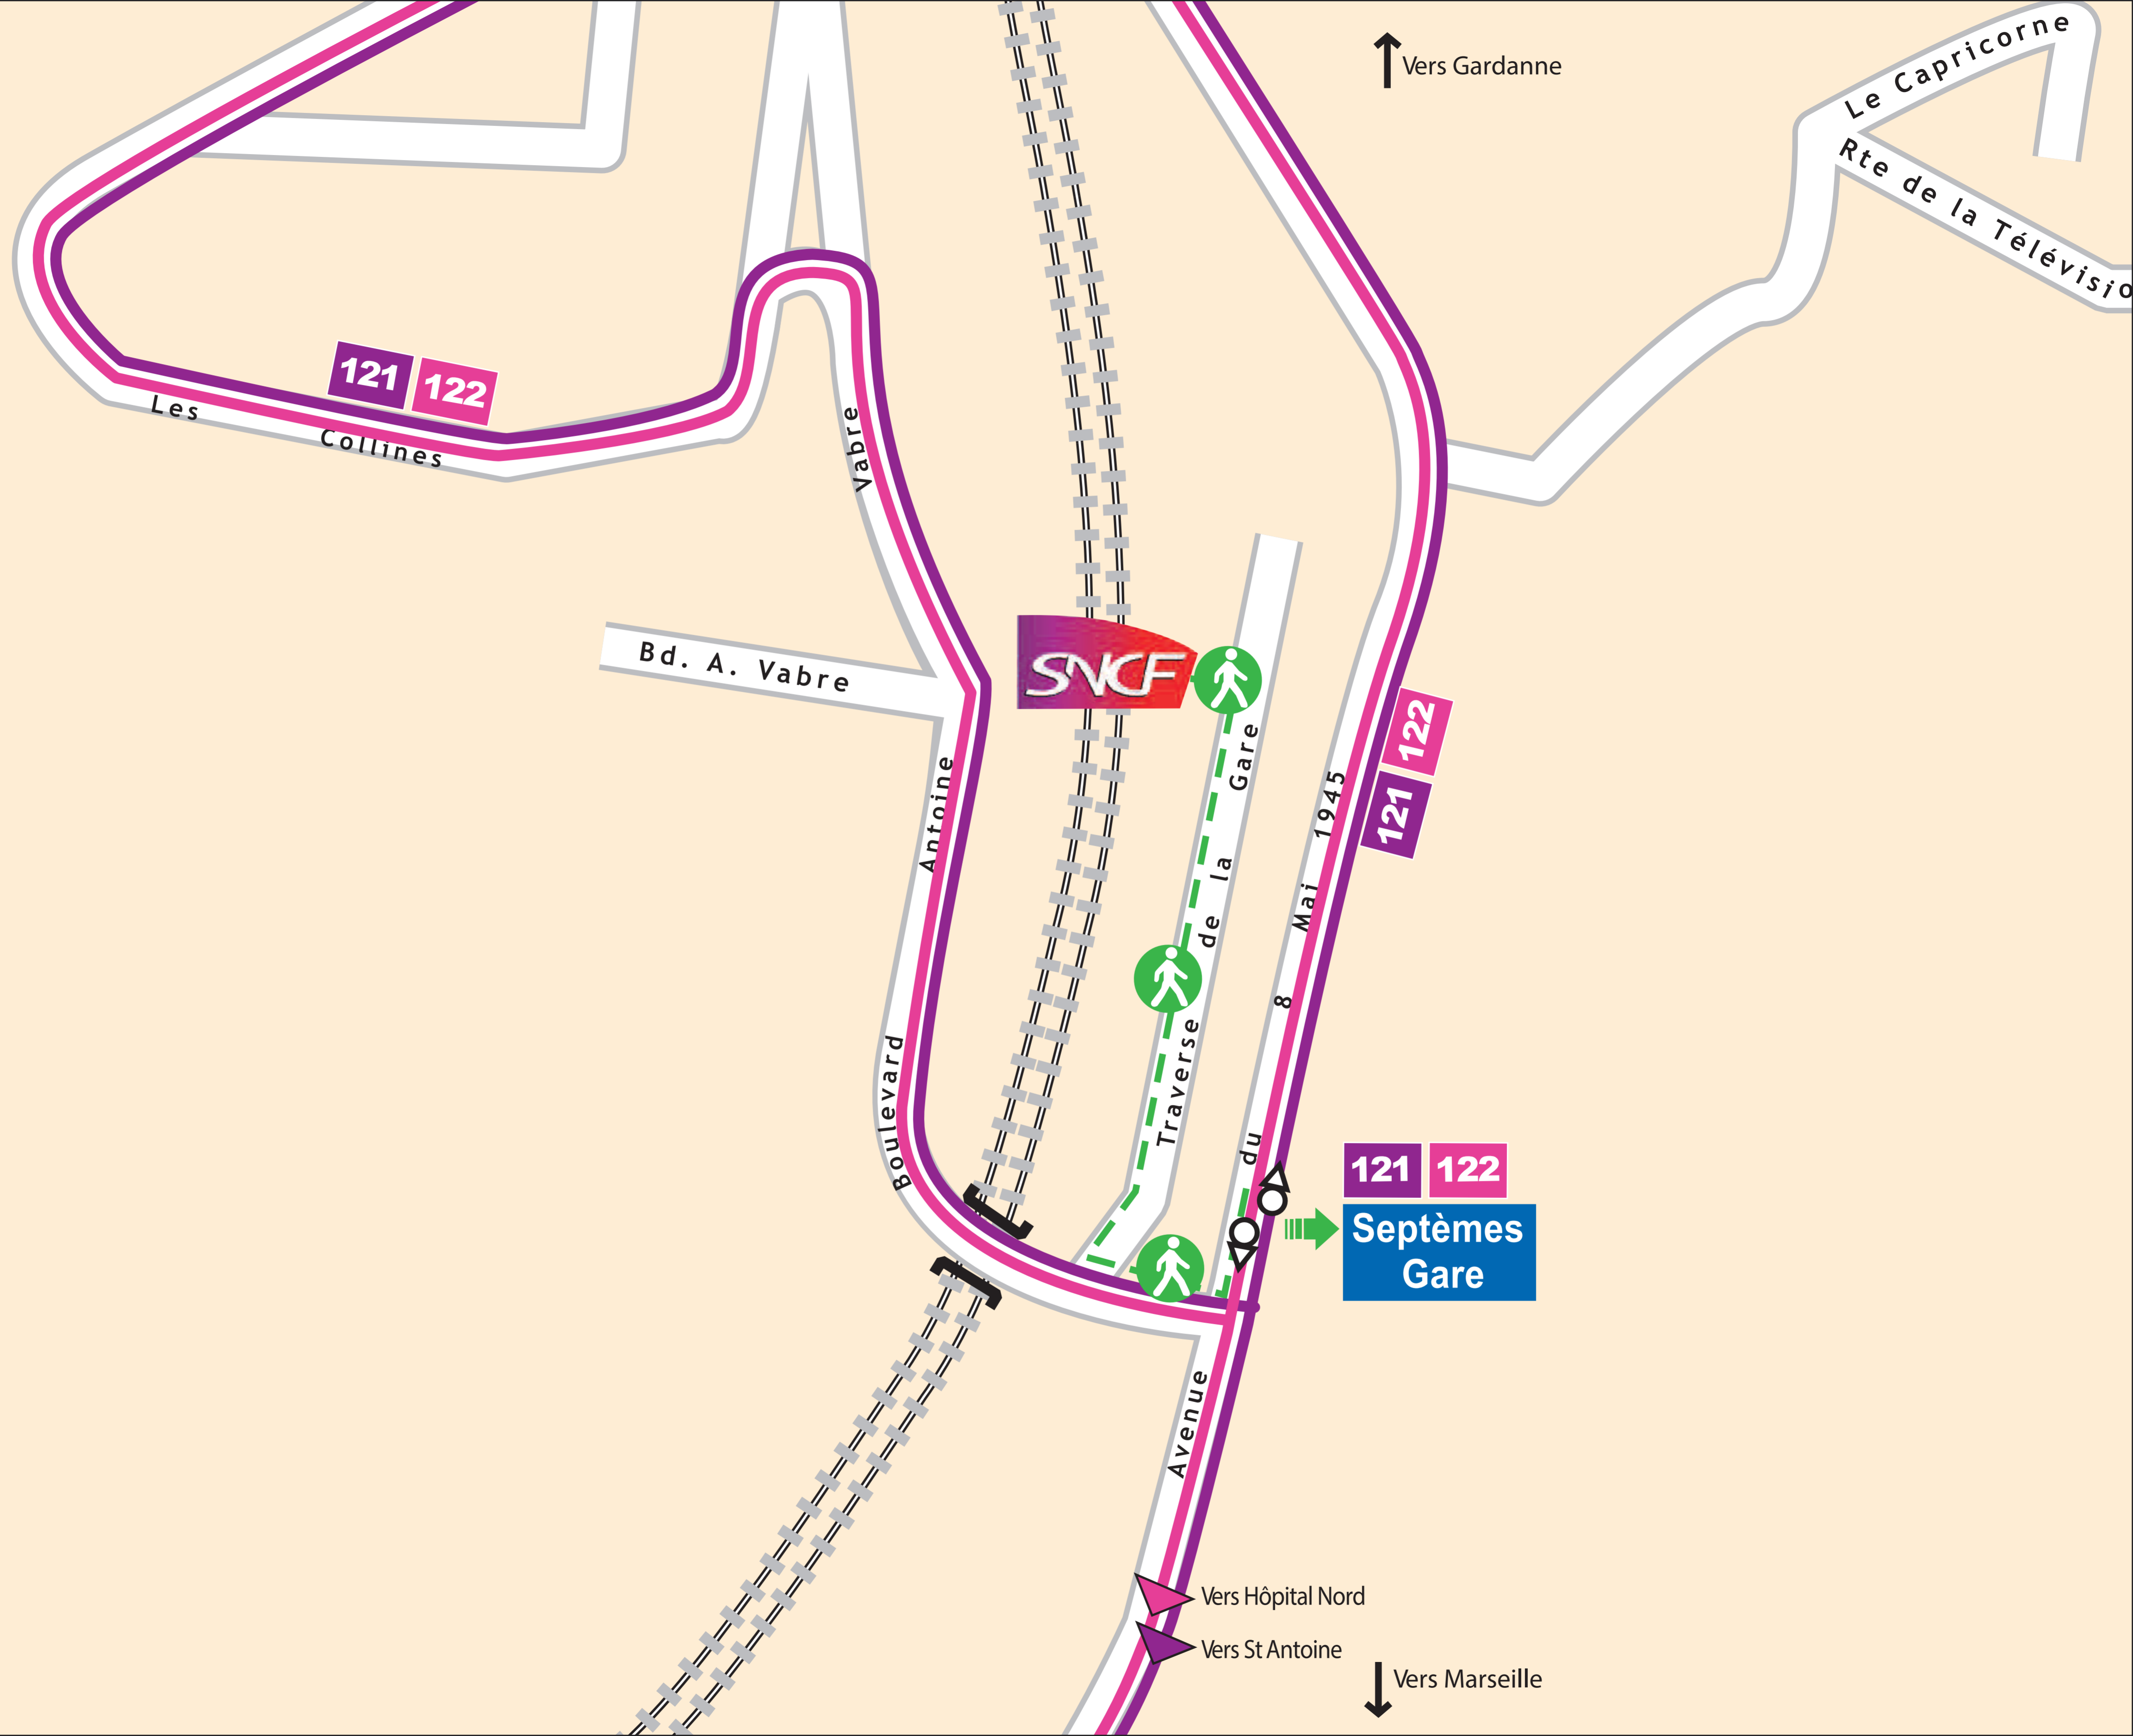 Vers Gardanne
Le Capricorne
Rte de la Télévisio
121
122
Les
Collines
Vabre
Bd. A. Vabre
SNCF
Antoine
Boulevard
Traverse de la Gare
Avenue du 8 Mai 1945
122
121
121 122
Septèmes
Gare
Vers Hôpital Nord
Vers St Antoine
Vers Marseille